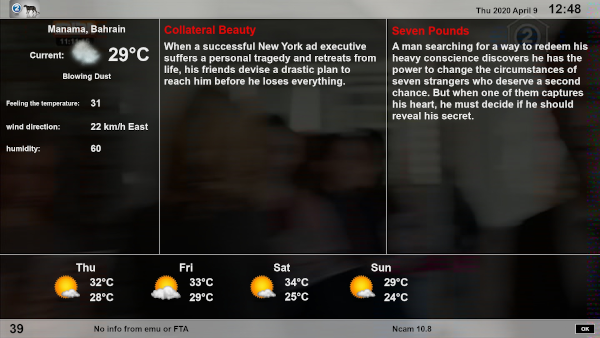 2
Thu 2020 April 9 12:48
Manama, Bahrain
Current: 29°C
Blowing Dust
Feeling the temperature: 31
wind direction: 22 km/h East
humidity: 60
Collateral Beauty
When a successful New York ad executive
suffers a personal tragedy and retreats from
life, his friends devise a drastic plan to
reach him before he loses everything.
Seven Pounds
A man searching for a way to redeem his
heavy conscience discovers he has the
power to change the circumstances of
seven strangers who deserve a second
chance. But when one of them captures
his heart, he must decide if he should
reveal his secret.
Thu
32°C
28°C
Fri
33°C
29°C
Sat
34°C
25°C
Sun
29°C
24°C
39 No info from emu or FTA Ncam 10.8 OK